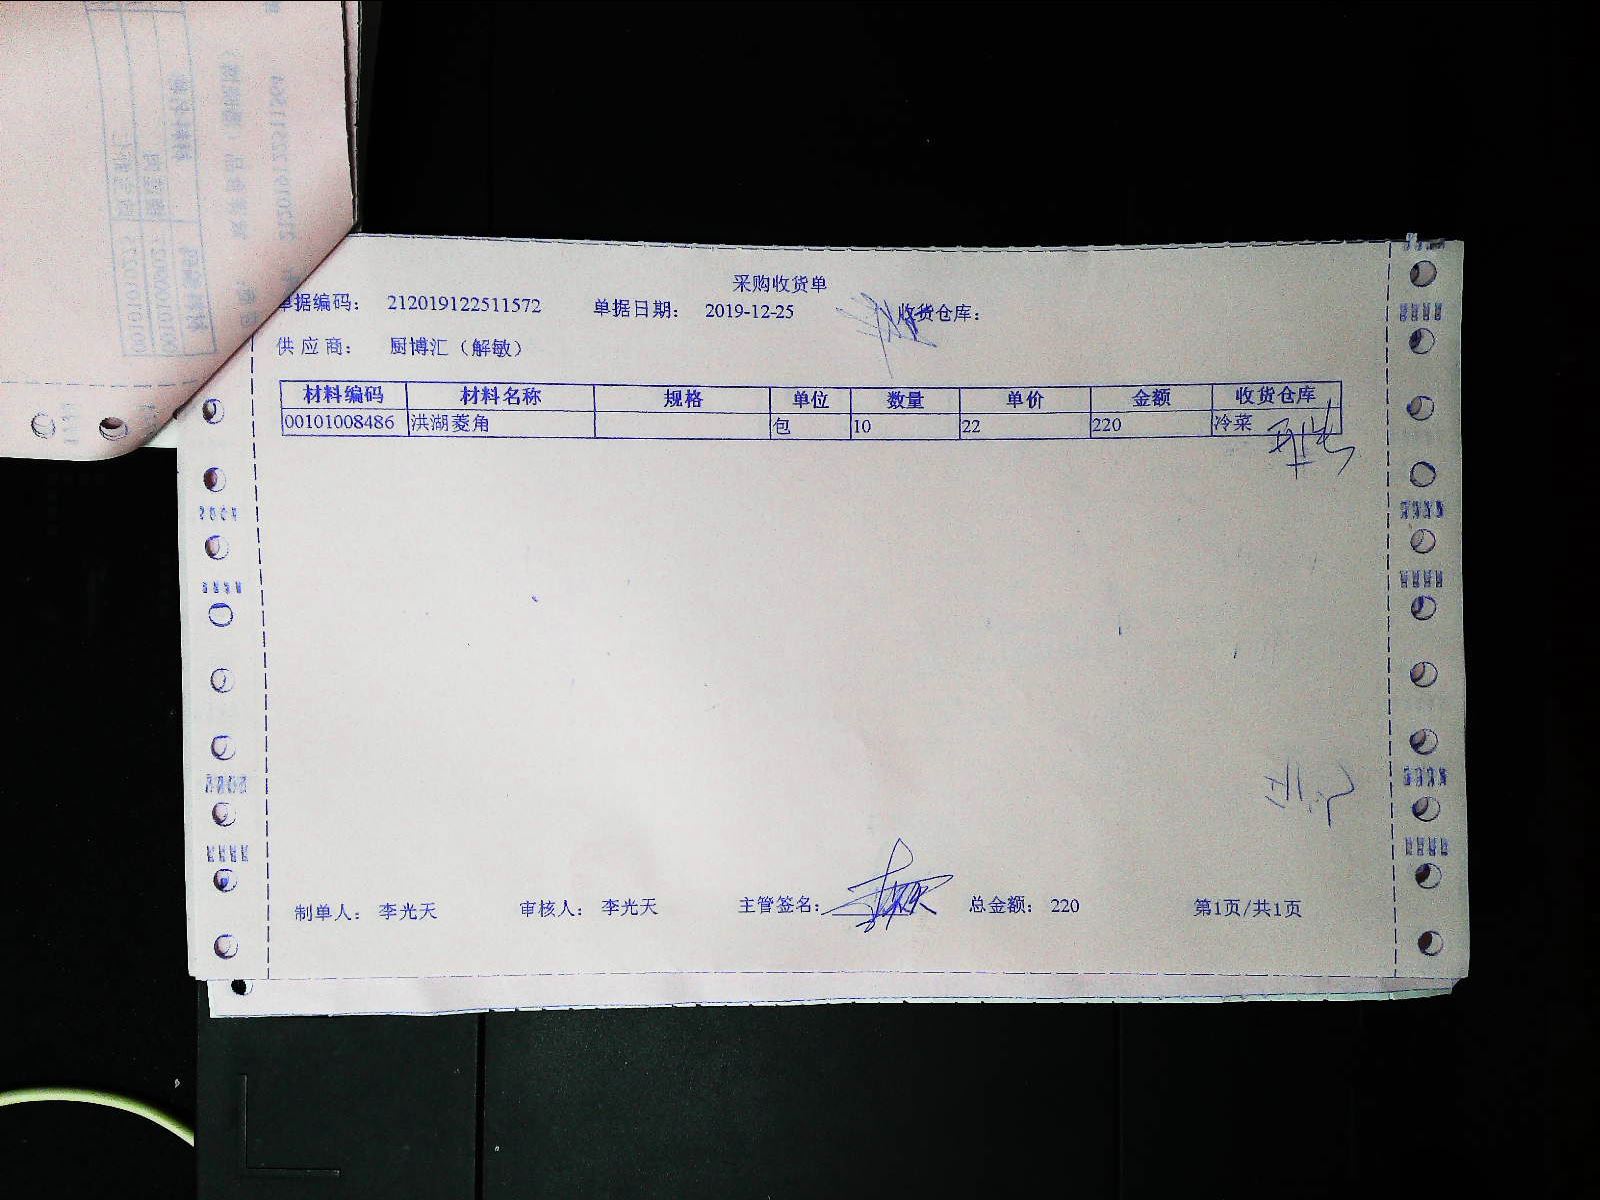 采购收货单
单据编码： 212019122511572 单据日期： 2019-12-25 收货仓库：
供应商： 厨博汇（解敏）
材料编码 材料名称 规格 单位 数量 单价 金额 收货仓库
00101008486 洪湖菱角 包 10 22 220 冷菜
制单人： 李光天 审核人： 李光天 主管签名： 总金额： 220 第1页/共1页